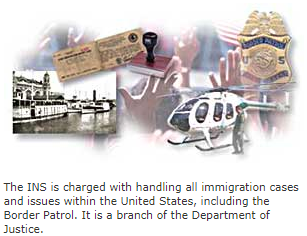 The INS is charged with handling all immigration cases
and issues within the United States, including the
Border Patrol. It is a branch of the Department of
Justice.